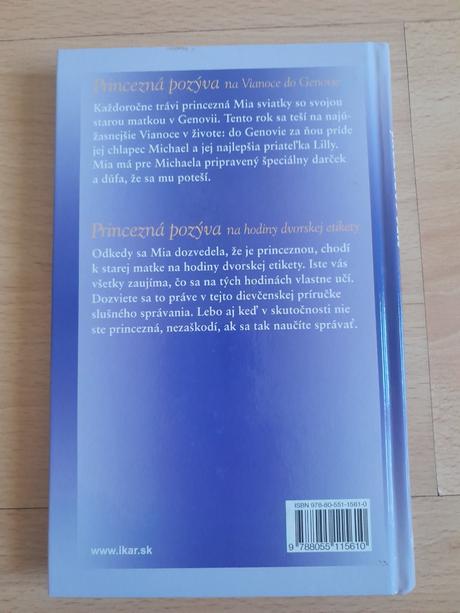 Princezná pozýva na Vianoce do Genovie
Každoročne trávi princezná Mia sviatky so svojou
starou matkou v Genovii. Tento rok sa teší na najú-
žasnejšie Vianoce v živote: do Genovie za ňou príde
jej chlapec Michael a jej najlepšia priateľka Lilly.
Mia má pre Michaela pripravený špeciálny darček
a dúfa, že sa mu poteší.
Princezná pozýva na hodiny dvorskej etikety
Odkedy sa Mia dozvedela, že je princeznou, chodí
k starej matke na hodiny dvorskej etikety. Iste vás
všetky zaujíma, čo sa na tých hodinách vlastne učí.
Dozviete sa to práve v tejto dievčenskej príručke
slušného správania. Lebo aj keď v skutočnosti nie
ste princezná, nezaškodí, ak sa tak naučíte správať.
ISBN 978-80-551-1561-0
9 788055 115610
www.ikar.sk